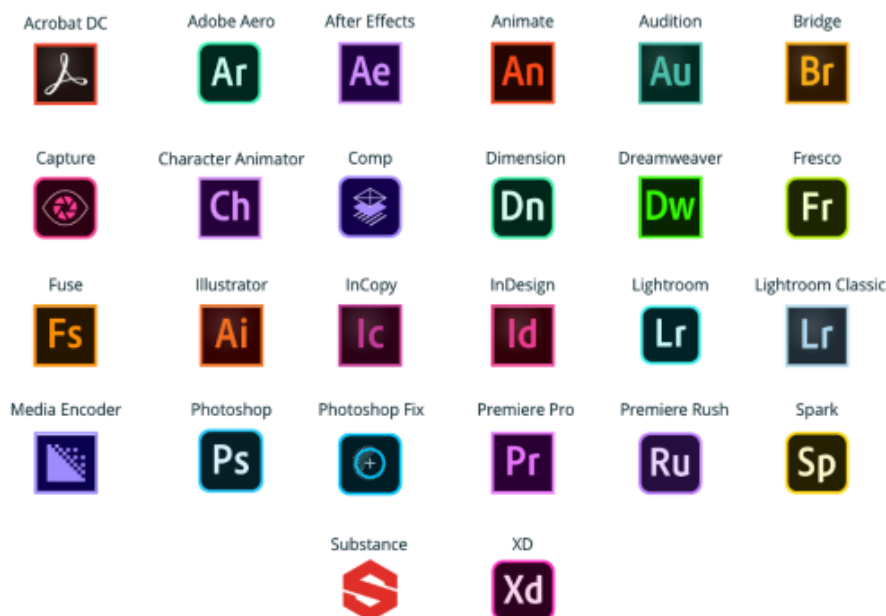 Acrobat DC Adobe Aero After Effects Animate Audition Bridge
Ar Ae An Au Br
Capture Character Animator Comp Dimension Dreamweaver Fresco
Ch Dn Dw Fr
Fuse Illustrator InCopy InDesign Lightroom Lightroom Classic
Fs Ai Ic Id Lr Lr
Media Encoder Photoshop Photoshop Fix Premiere Pro Premiere Rush Spark
Ps Pr Ru Sp
Substance XD
Xd